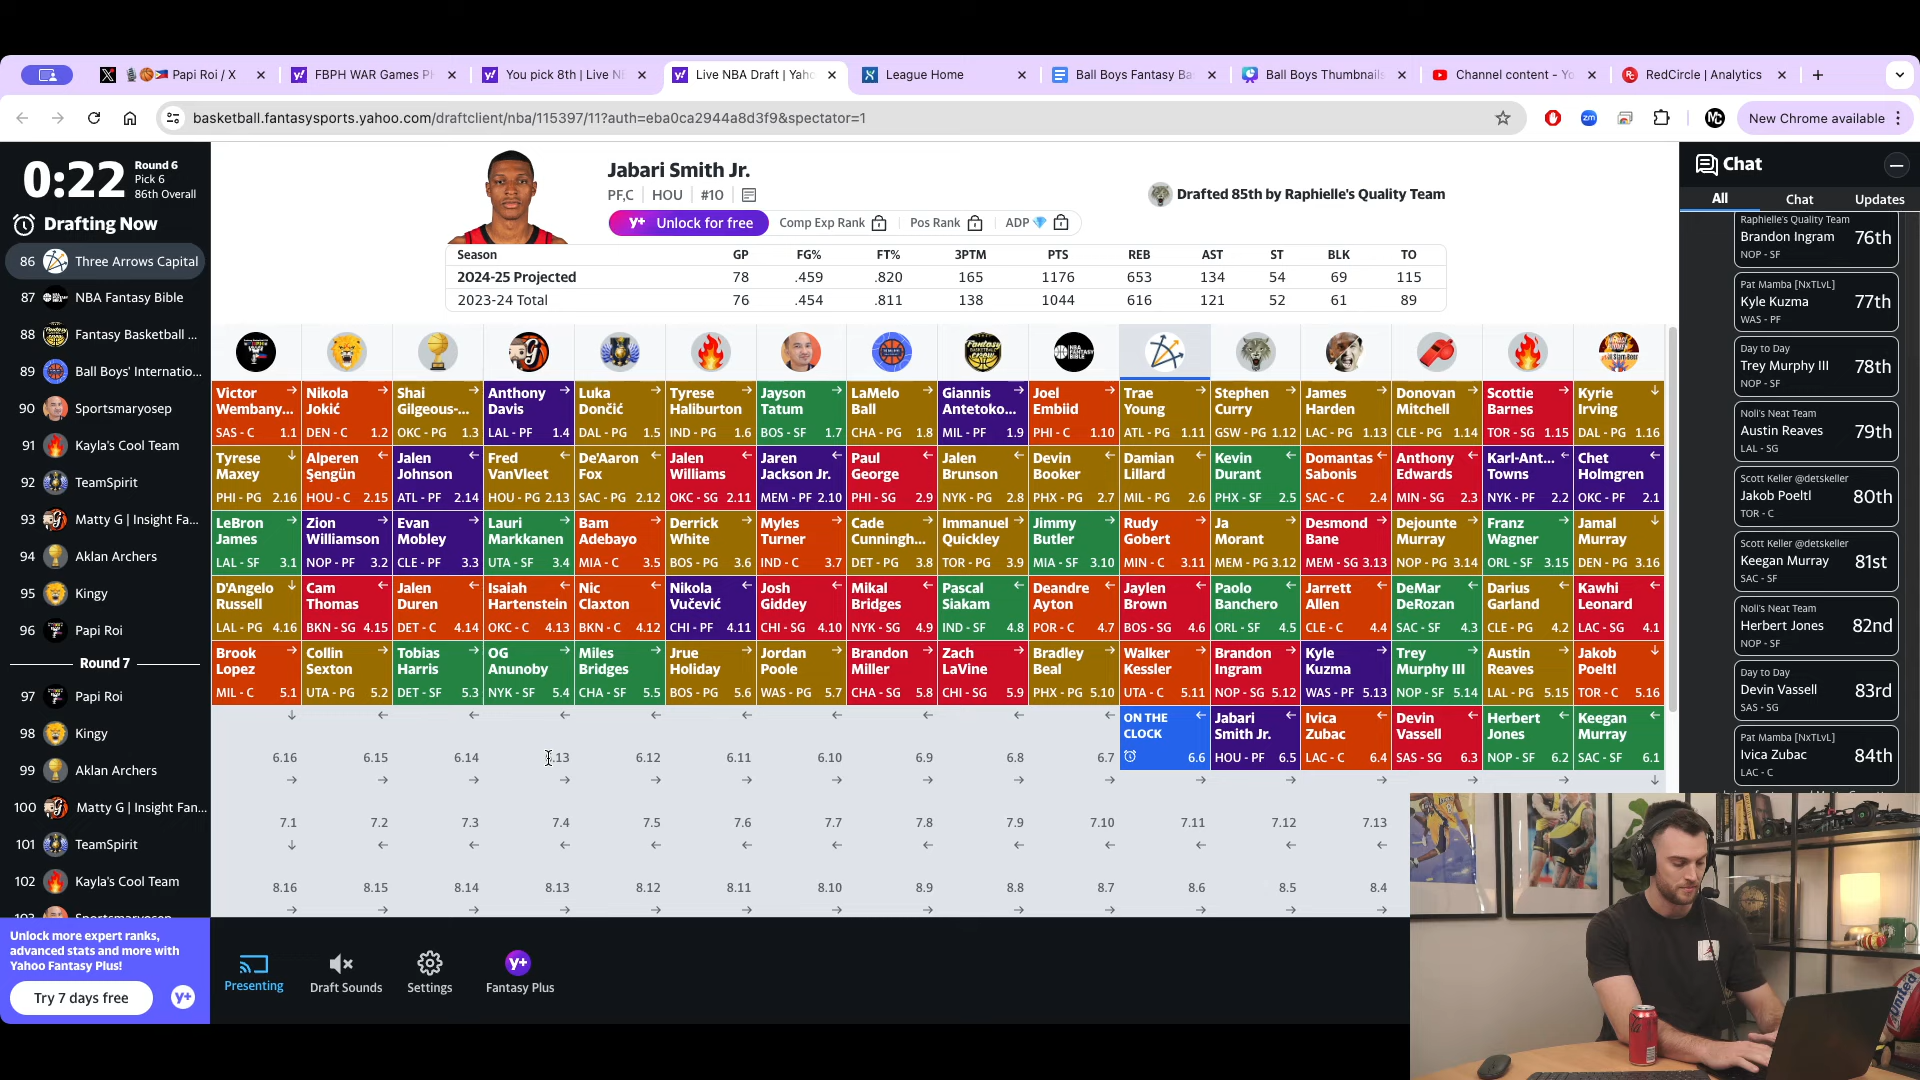 Papi Roi / X
FBPH WAR Games P
You pick 8th | Live N
Live NBA Draft | Yaho
League Home
Ball Boys Fantasy Ba
Ball Boys Thumbnails
Channel content - Yo
RedCircle | Analytics
basketball.fantasysports.yahoo.com/draftclient/nba/115397/11?auth=eba0ca2944a8d3f9&spectator=1
New Chrome available
0:22
Round 6
Pick 6
86th Overall
Drafting Now
86 Three Arrows Capital
87 NBA Fantasy Bible
88 Fantasy Basketball ...
89 Ball Boys' Internatio...
90 Sportsmaryosep
91 Kayla's Cool Team
92 TeamSpirit
93 Matty G | Insight Fa...
94 Aklan Archers
95 Kingy
96 Papi Roi
Round 7
97 Papi Roi
98 Kingy
99 Aklan Archers
100 Matty G | Insight Fan...
101 TeamSpirit
102 Kayla's Cool Team
103 Sportsmaryosep
Unlock more expert ranks,
advanced stats and more with
Yahoo Fantasy Plus!
Try 7 days free
y+
Jabari Smith Jr.
PF,C HOU #10
y+ Unlock for free Comp Exp Rank Pos Rank ADP
Drafted 85th by Raphielle's Quality Team
Season GP FG% FT% 3PTM PTS REB AST ST BLK TO
2024-25 Projected 78 .459 .820 165 1176 653 134 54 69 115
2023-24 Total 76 .454 .811 138 1044 616 121 52 61 89
Victor Wembany... SAS - C 1.1
Nikola Jokić DEN - C 1.2
Shai Gilgeous-... OKC - PG 1.3
Anthony Davis LAL - PF 1.4
Luka Dončić DAL - PG 1.5
Tyrese Haliburton IND - PG 1.6
Jayson Tatum BOS - SF 1.7
LaMelo Ball CHA - PG 1.8
Giannis Antetoko... MIL - PF 1.9
Joel Embiid PHI - C 1.10
Trae Young ATL - PG 1.11
Stephen Curry GSW - PG 1.12
James Harden LAC - PG 1.13
Donovan Mitchell CLE - PG 1.14
Scottie Barnes TOR - SG 1.15
Kyrie Irving DAL - PG 1.16
Tyrese Maxey PHI - PG 2.16
Alperen Şengün HOU - C 2.15
Jalen Johnson ATL - PF 2.14
Fred VanVleet HOU - PG 2.13
De'Aaron Fox SAC - PG 2.12
Jalen Williams OKC - SG 2.11
Jaren Jackson Jr. MEM - PF 2.10
Paul George PHI - SG 2.9
Jalen Brunson NYK - PG 2.8
Devin Booker PHX - PG 2.7
Damian Lillard MIL - PG 2.6
Kevin Durant PHX - SF 2.5
Domantas Sabonis SAC - C 2.4
Anthony Edwards MIN - SG 2.3
Karl-Ant... Towns NYK - PF 2.2
Chet Holmgren OKC - PF 2.1
LeBron James LAL - SF 3.1
Zion Williamson NOP - PF 3.2
Evan Mobley CLE - PF 3.3
Lauri Markkanen UTA - SF 3.4
Bam Adebayo MIA - C 3.5
Derrick White BOS - PG 3.6
Myles Turner IND - C 3.7
Cade Cunningh... DET - PG 3.8
Immanuel Quickley TOR - PG 3.9
Jimmy Butler MIA - SF 3.10
Rudy Gobert MIN - C 3.11
Ja Morant MEM - PG 3.12
Desmond Bane MEM - SG 3.13
Dejounte Murray NOP - PG 3.14
Franz Wagner ORL - SF 3.15
Jamal Murray DEN - PG 3.16
D'Angelo Russell LAL - PG 4.16
Cam Thomas BKN - SG 4.15
Jalen Duren DET - C 4.14
Isaiah Hartenstein OKC - C 4.13
Nic Claxton BKN - C 4.12
Nikola Vučević CHI - PF 4.11
Josh Giddey CHI - SG 4.10
Mikal Bridges NYK - SG 4.9
Pascal Siakam IND - SF 4.8
Deandre Ayton POR - C 4.7
Jaylen Brown BOS - SG 4.6
Paolo Banchero ORL - SF 4.5
Jarrett Allen CLE - C 4.4
DeMar DeRozan SAC - SF 4.3
Darius Garland CLE - PG 4.2
Kawhi Leonard LAC - SG 4.1
Brook Lopez MIL - C 5.1
Collin Sexton UTA - PG 5.2
Tobias Harris DET - SF 5.3
OG Anunoby NYK - SF 5.4
Miles Bridges CHA - SF 5.5
Jrue Holiday BOS - PG 5.6
Jordan Poole WAS - PG 5.7
Brandon Miller CHA - SG 5.8
Zach LaVine CHI - SG 5.9
Bradley Beal PHX - PG 5.10
Walker Kessler UTA - C 5.11
Brandon Ingram NOP - SG 5.12
Kyle Kuzma WAS - PF 5.13
Trey Murphy III NOP - SF 5.14
Austin Reaves LAL - PG 5.15
Jakob Poeltl TOR - C 5.16
6.16 6.15 6.14 6.13 6.12 6.11 6.10 6.9 6.8 6.7
ON THE CLOCK 6.6
Jabari Smith Jr. HOU - PF 6.5
Ivica Zubac LAC - C 6.4
Devin Vassell SAS - SG 6.3
Herbert Jones NOP - SF 6.2
Keegan Murray SAC - SF 6.1
7.1 7.2 7.3 7.4 7.5 7.6 7.7 7.8 7.9 7.10 7.11 7.12 7.13
8.16 8.15 8.14 8.13 8.12 8.11 8.10 8.9 8.8 8.7 8.6 8.5 8.4
Presenting
Draft Sounds
Settings
Fantasy Plus
Chat
All Chat Updates
Raphielle's Quality Team
Brandon Ingram 76th
NOP - SF
Pat Mamba [NxTLvL]
Kyle Kuzma 77th
WAS - PF
Day to Day
Trey Murphy III 78th
NOP - SF
Noli's Neat Team
Austin Reaves 79th
LAL - SG
Scott Keller @detskeller
Jakob Poeltl 80th
TOR - C
Scott Keller @detskeller
Keegan Murray 81st
SAC - SF
Noli's Neat Team
Herbert Jones 82nd
NOP - SF
Day to Day
Devin Vassell 83rd
SAS - SG
Pat Mamba [NxTLvL]
Ivica Zubac 84th
LAC - C